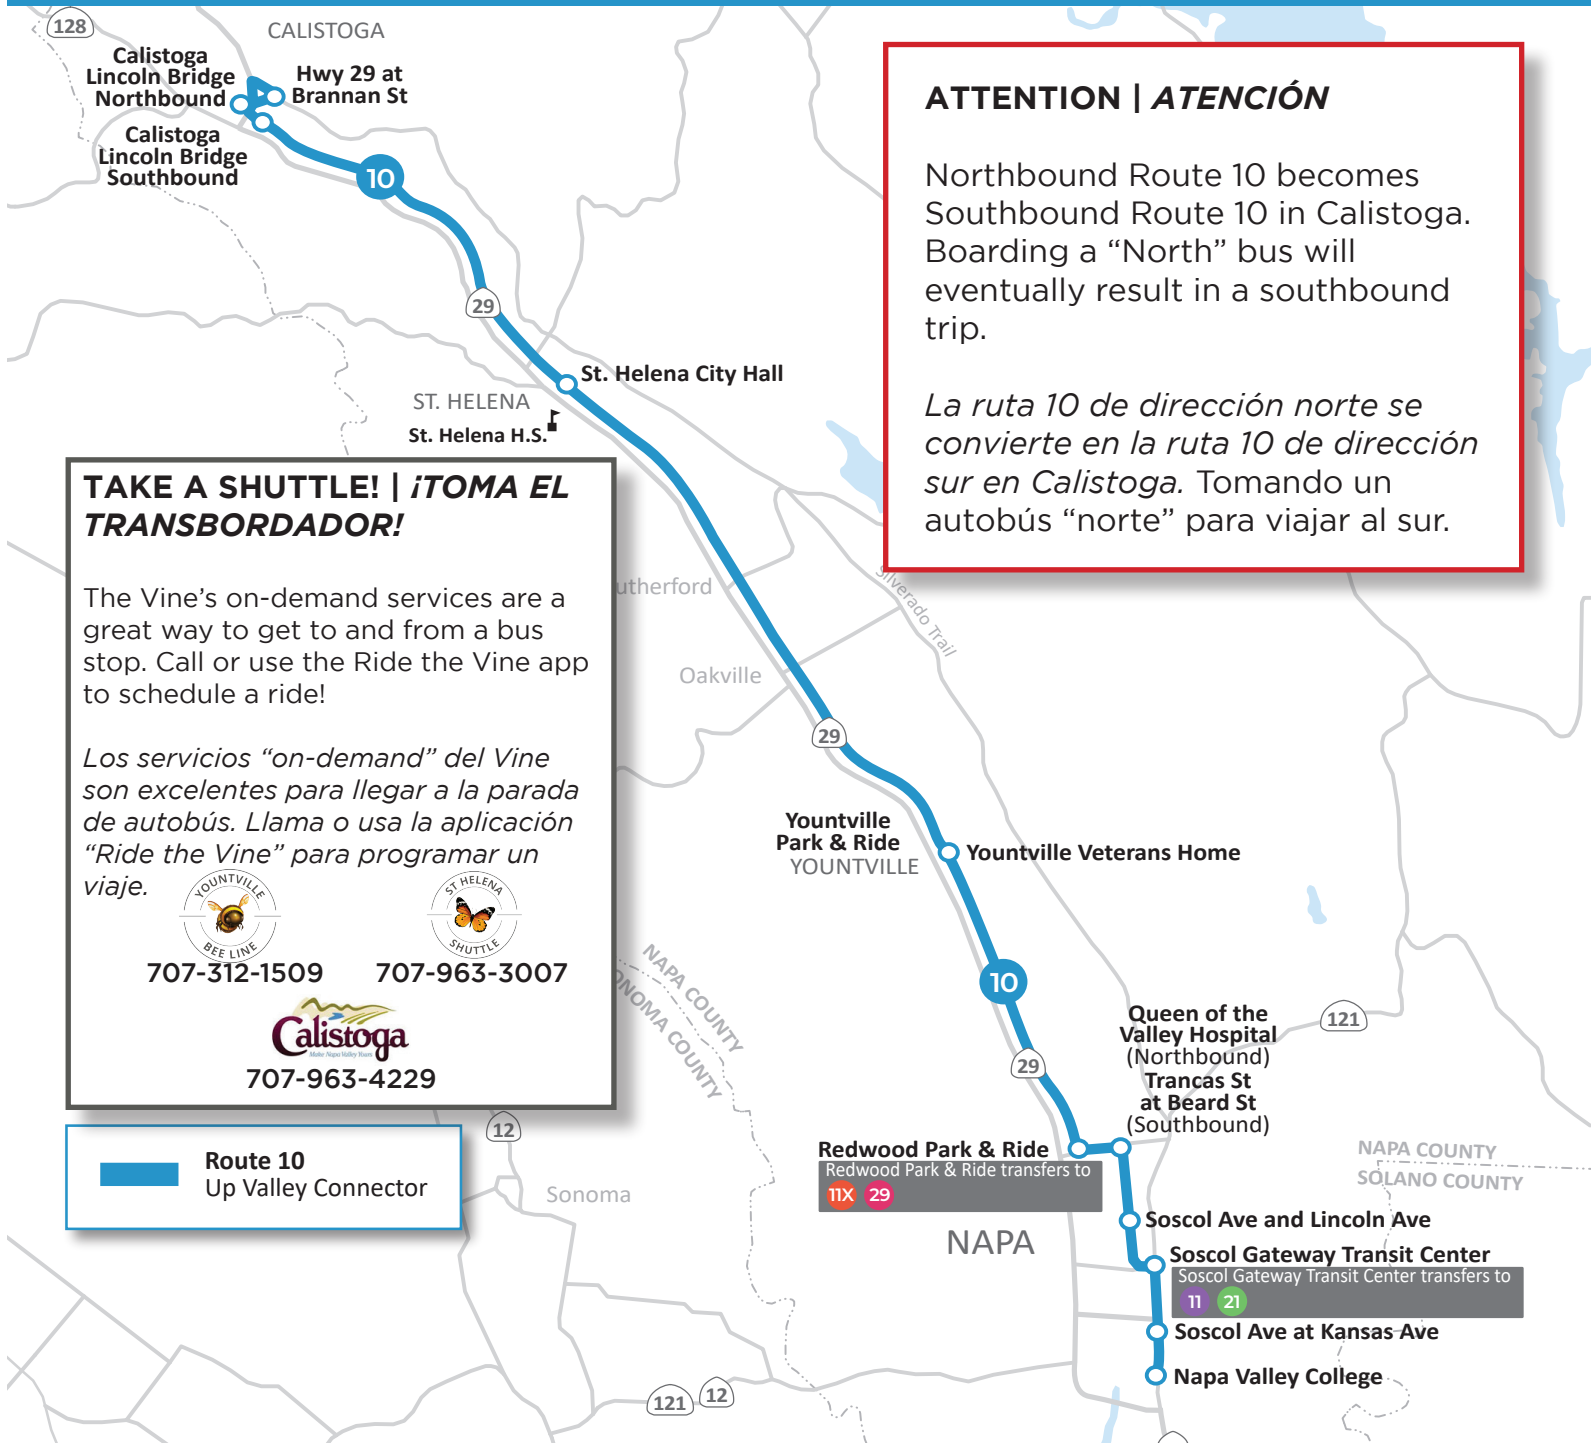 128
CALISTOGA
Calistoga
Lincoln Bridge
Northbound
Hwy 29 at
Brannan St
Calistoga
Lincoln Bridge
Southbound
10
29
ATTENTION | ATENCIÓN
Northbound Route 10 becomes
Southbound Route 10 in Calistoga.
Boarding a “North” bus will
eventually result in a southbound
trip.
La ruta 10 de dirección norte se
convierte en la ruta 10 de dirección
sur en Calistoga. Tomando un
autobús “norte” para viajar al sur.
St. Helena City Hall
ST. HELENA
St. Helena H.S.
TAKE A SHUTTLE! | ¡TOMA EL
TRANSBORDADOR!
The Vine’s on-demand services are a
great way to get to and from a bus
stop. Call or use the Ride the Vine app
to schedule a ride!
Los servicios “on-demand” del Vine
son excelentes para llegar a la parada
de autobús. Llama o usa la aplicación
“Ride the Vine” para programar un
viaje.
YOUNTVILLE
BEE LINE
ST HELENA
SHUTTLE
707-312-1509
707-963-3007
Calistoga
Make Napa Valley Yours
707-963-4229
utherford
Silverado Trail
Oakville
29
Yountville
Park & Ride
YOUNTVILLE
Yountville Veterans Home
NAPA COUNTY
ONOMA COUNTY
10
29
Queen of the
Valley Hospital
(Northbound)
Trancas St
at Beard St
(Southbound)
121
12
Route 10
Up Valley Connector
Sonoma
Redwood Park & Ride
Redwood Park & Ride transfers to
11X 29
NAPA COUNTY
SOLANO COUNTY
NAPA
Soscol Ave and Lincoln Ave
Soscol Gateway Transit Center
Soscol Gateway Transit Center transfers to
11 21
Soscol Ave at Kansas Ave
Napa Valley College
121
12